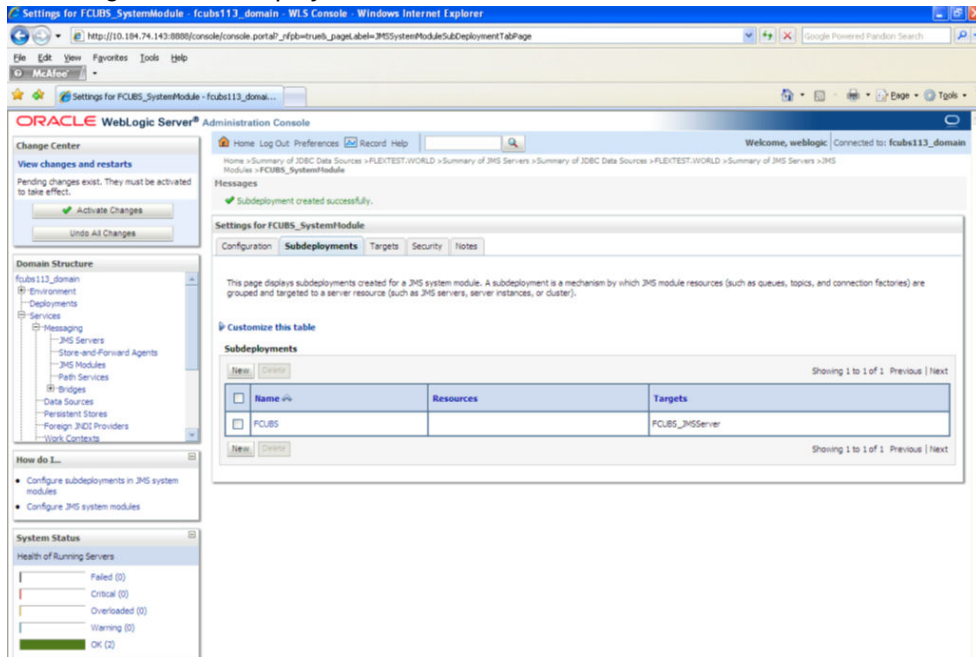 Settings for FCUBS_SystemModule - fcubs113_domain - WLS Console - Windows Internet Explorer
http://10.184.74.143:8888/console/console.portal?_nfpb=true&_pageLabel=JMSSystemModuleSubDeploymentTabPage
Google Powered Pandion Search
File Edit View Favorites Tools Help
McAfee
Settings for FCUBS_SystemModule - fcubs113_domai...
Page Tools
ORACLE WebLogic Server® Administration Console
Change Center
View changes and restarts
Pending changes exist. They must be activated
to take effect.
Activate Changes
Undo All Changes
Domain Structure
fcubs113_domain
Environment
Deployments
Services
Messaging
JMS Servers
Store-and-Forward Agents
JMS Modules
Path Services
Bridges
Data Sources
Persistent Stores
Foreign JNDI Providers
Work Contexts
How do I...
Configure subdeployments in JMS system
modules
Configure JMS system modules
System Status
Health of Running Servers
Failed (0)
Critical (0)
Overloaded (0)
Warning (0)
OK (2)
Home Log Out Preferences Record Help
Welcome, weblogic Connected to: fcubs113_domain
Home >Summary of JDBC Data Sources >FLEXTEST.WORLD >Summary of JMS Servers >Summary of JDBC Data Sources >FLEXTEST.WORLD >Summary of JMS Servers >JMS
Modules >FCUBS_SystemModule
Messages
Subdeployment created successfully.
Settings for FCUBS_SystemModule
Configuration Subdeployments Targets Security Notes
This page displays subdeployments created for a JMS system module. A subdeployment is a mechanism by which JMS module resources (such as queues, topics, and connection factories) are
grouped and targeted to a server resource (such as JMS servers, server instances, or cluster).
Customize this table
Subdeployments
New Delete Showing 1 to 1 of 1 Previous | Next
Name Resources Targets
FCUBS FCUBS_JMSServer
New Delete Showing 1 to 1 of 1 Previous | Next